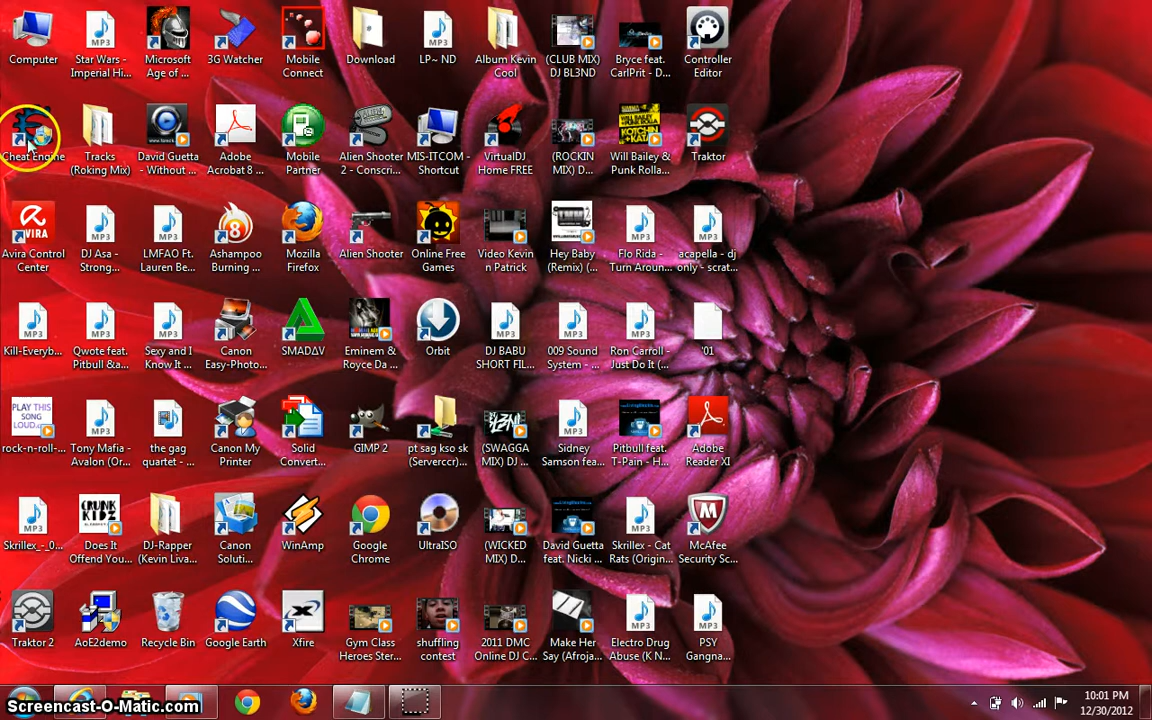 Computer
Star Wars -
Imperial Hi...
Microsoft
Age of ...
3G Watcher
Mobile
Connect
Download
LP~ ND
Album Kevin
Cool
(CLUB MIX)
DJ BL3ND
Bryce feat.
CarlPrit - D...
Controller
Editor
Cheat Engine
Tracks
(Roking Mix)
David Guetta
- Without ...
Adobe
Acrobat 8 ...
Mobile
Partner
Alien Shooter
2 - Conscri...
MIS-ITCOM -
Shortcut
VirtualDJ
Home FREE
(ROCKIN
MIX) D...
Will Bailey &
Punk Rolla...
Traktor
Avira Control
Center
DJ Asa -
Strong...
LMFAO Ft.
Lauren Be...
Ashampoo
Burning ...
Mozilla
Firefox
Alien Shooter
Online Free
Games
Video Kevin
n Patrick
Hey Baby
(Remix) (...
Flo Rida -
Turn Aroun...
acapella - dj
only - scrat...
Kill-Everyb...
Qwote feat.
Pitbull &a...
Sexy and I
Know It ...
Canon
Easy-Photo...
SMADΔV
Eminem &
Royce Da ...
Orbit
DJ BABU
SHORT FIL...
009 Sound
System - ...
Ron Carroll -
Just Do It (...
'01
PLAY THIS
SONG
LOUD.
rock-n-roll-...
Tony Mafia -
Avalon (Or...
the gag
quartet - ...
Canon My
Printer
Solid
Convert...
GIMP 2
pt sag kso sk
(Serverccr)...
(SWAGGA
MIX) DJ ...
Sidney
Samson fea...
Pitbull feat.
T-Pain - H...
Adobe
Reader XI
Skrillex_-_0...
CRUNK
KIDZ
Does It
Offend You...
DJ-Rapper
(Kevin Liva...
Canon
Soluti...
WinAmp
Google
Chrome
UltraISO
(WICKED
MIX) D...
David Guetta
feat. Nicki ...
Skrillex - Cat
Rats (Origin...
McAfee
Security Sc...
Traktor 2
AoE2demo
Recycle Bin
Google Earth
Xfire
Gym Class
Heroes Ster...
shuffling
contest
2011 DMC
Online DJ C...
Make Her
Say (Afroja...
Electro Drug
Abuse (K N...
PSY
Gangna...
Screencast-O-Matic.com
10:01 PM
12/30/2012